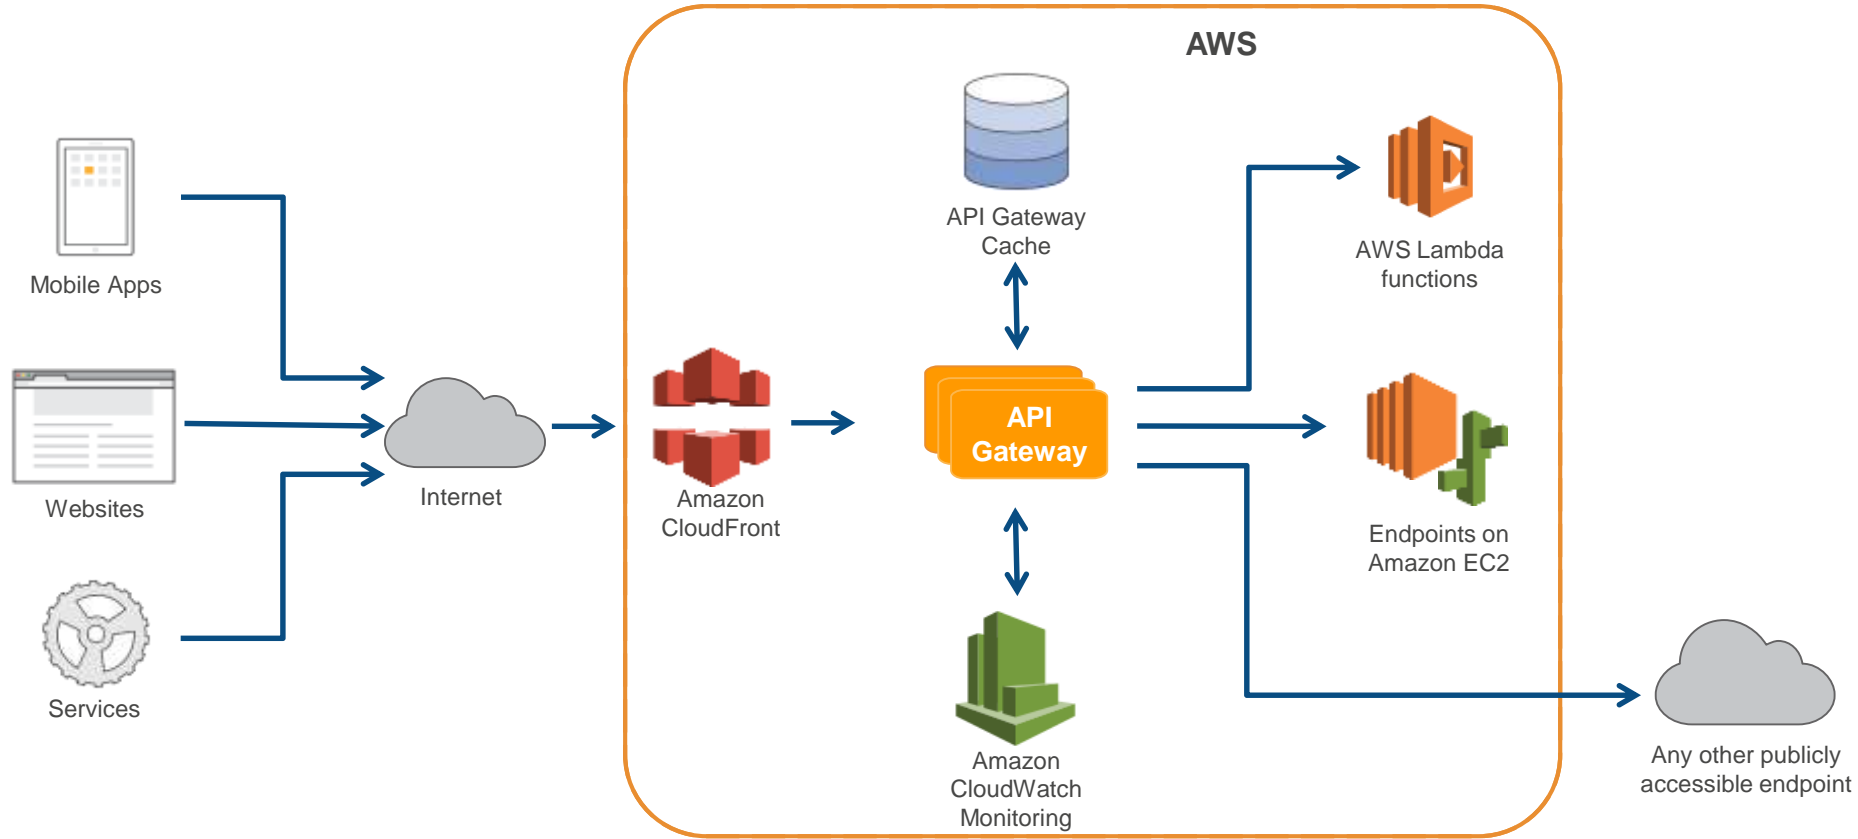 AWS
Mobile Apps
Websites
Services
Internet
Amazon
CloudFront
API Gateway
Cache
API
Gateway
Amazon
CloudWatch
Monitoring
AWS Lambda
functions
Endpoints on
Amazon EC2
Any other publicly
accessible endpoint